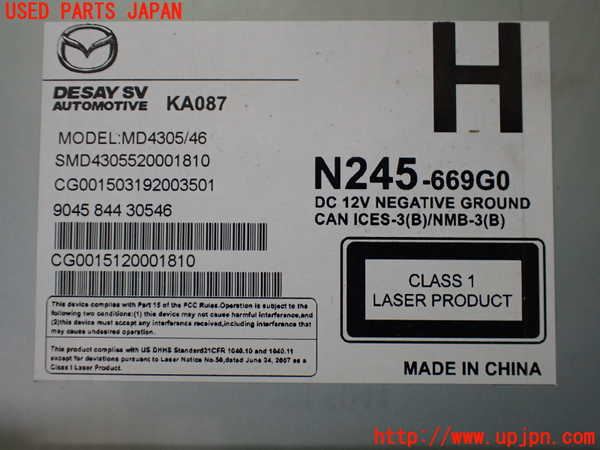 USED PARTS JAPAN
H
DESAY SV
AUTOMOTIVE KA087
MODEL:MD4305/46
SMD4305520001810
CG001503192003501
9045 844 30546
CG0015120001810
N245-669G0
DC 12V NEGATIVE GROUND
CAN ICES-3(B)/NMB-3(B)
CLASS 1
LASER PRODUCT
This device complies with Part 15 of the FCC Rules.Operation is subject to the
following two conditions:(1) this device may not cause harmful interference, and
(2)this device must accept any interference received,including interference that
may cause undesired operation.
This product complies with US DHHS Standard21CFR 1040.10 and 1040.11
except for deviations pursuant to Laser Notice No.50,dated June 24, 2007 as a
Class 1 Laser Product.
MADE IN CHINA
http://www.upjpn.com/